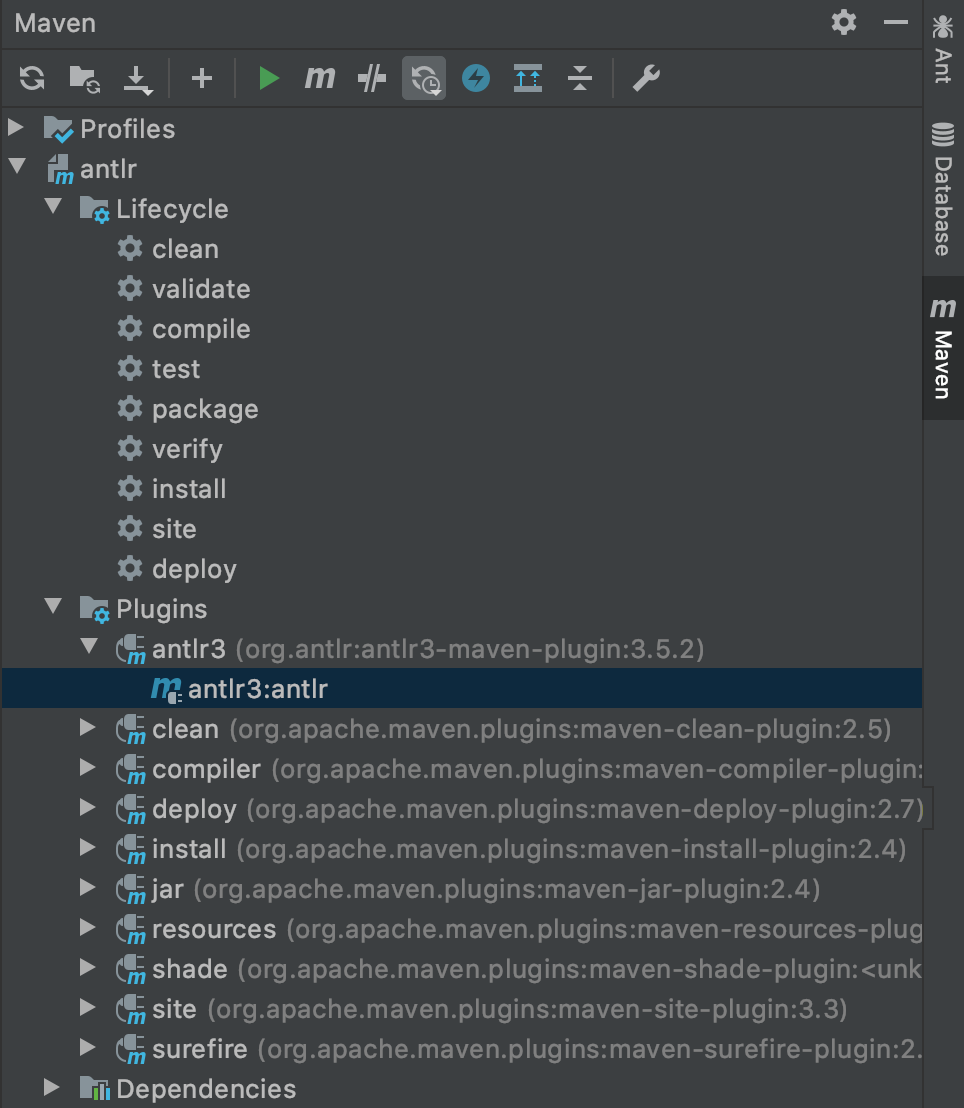 Maven
Profiles
antlr
Lifecycle
clean
validate
compile
test
package
verify
install
site
deploy
Plugins
antlr3 (org.antlr:antlr3-maven-plugin:3.5.2)
antlr3:antlr
clean (org.apache.maven.plugins:maven-clean-plugin:2.5)
compiler (org.apache.maven.plugins:maven-compiler-plugin:
deploy (org.apache.maven.plugins:maven-deploy-plugin:2.7)
install (org.apache.maven.plugins:maven-install-plugin:2.4)
jar (org.apache.maven.plugins:maven-jar-plugin:2.4)
resources (org.apache.maven.plugins:maven-resources-plug
shade (org.apache.maven.plugins:maven-shade-plugin:<unk
site (org.apache.maven.plugins:maven-site-plugin:3.3)
surefire (org.apache.maven.plugins:maven-surefire-plugin:2.
Dependencies
Ant
Database
Maven